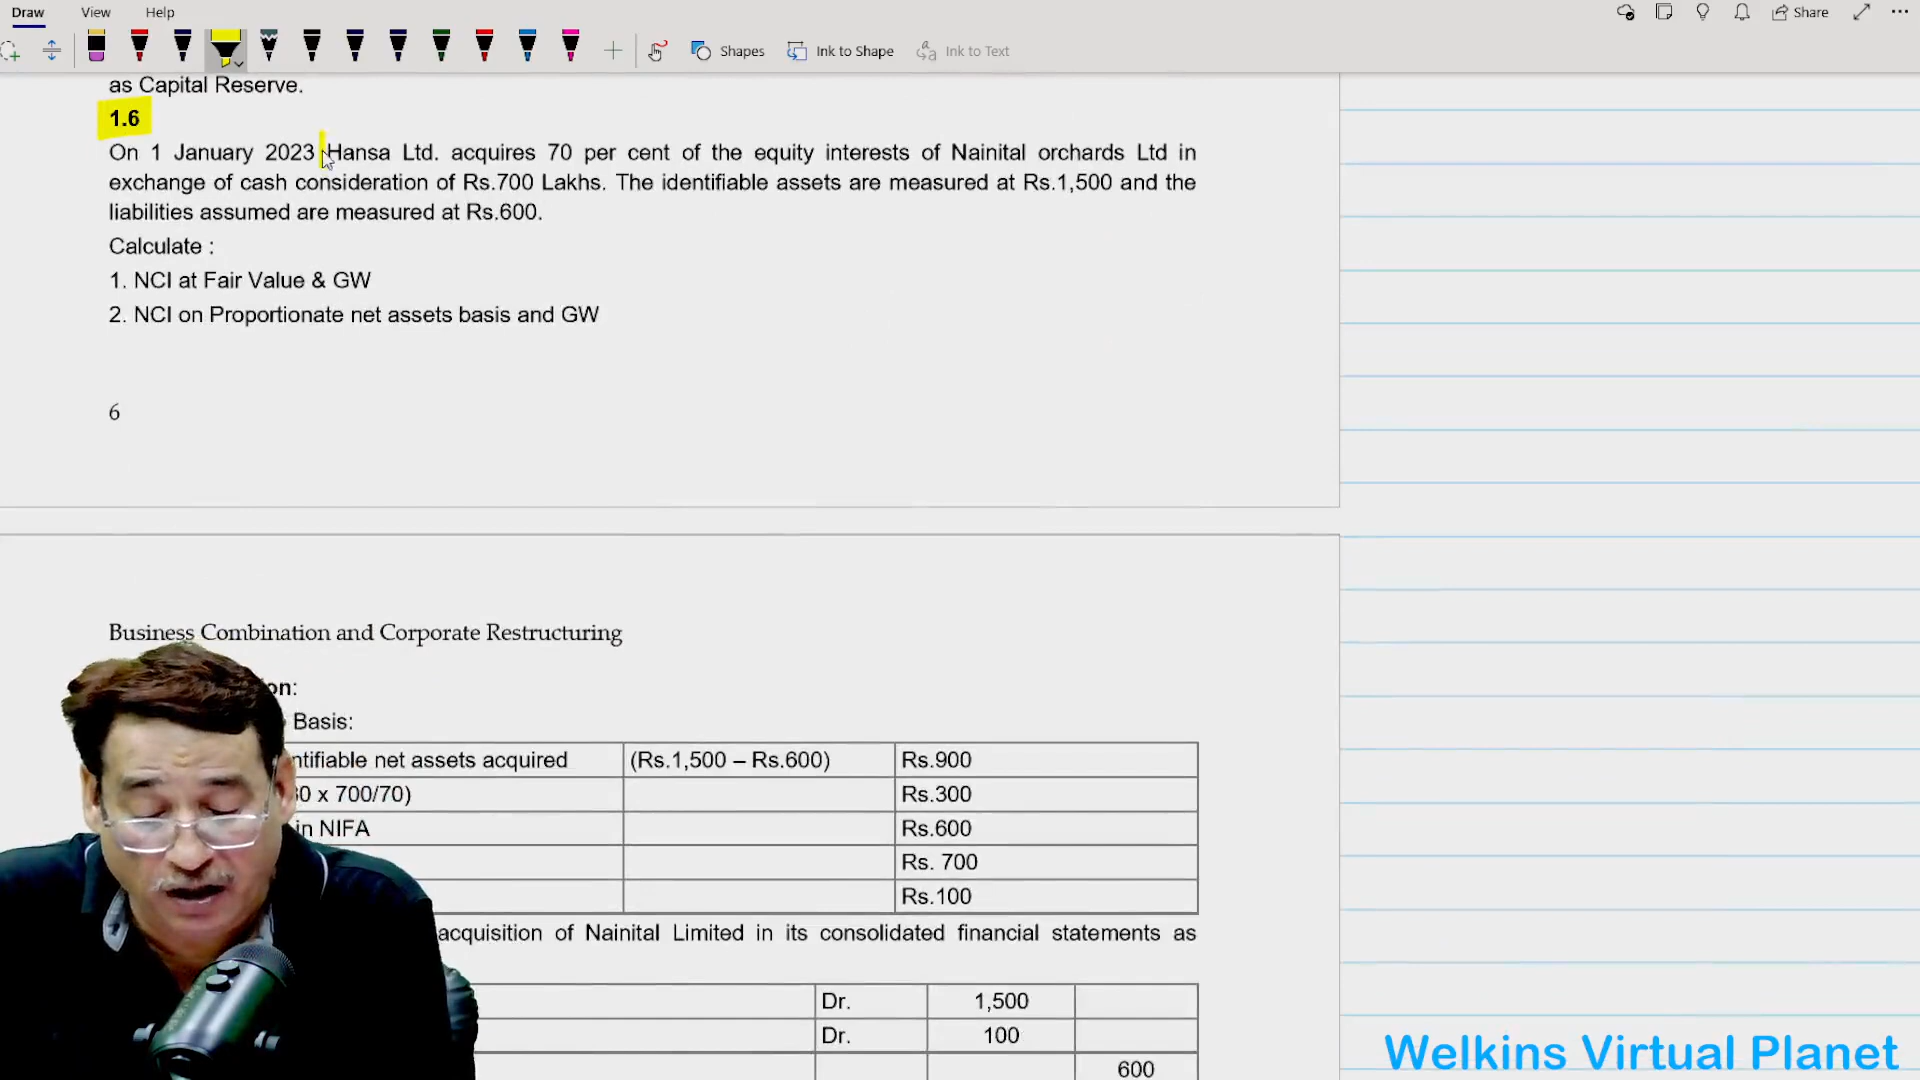 Draw View Help
Share
Shapes Ink to Shape Ink to Text
as Capital Reserve.
1.6
On 1 January 2023 Hansa Ltd. acquires 70 per cent of the equity interests of Nainital orchards Ltd in
exchange of cash consideration of Rs.700 Lakhs. The identifiable assets are measured at Rs.1,500 and the
liabilities assumed are measured at Rs.600.
Calculate :
1. NCI at Fair Value & GW
2. NCI on Proportionate net assets basis and GW
6
Business Combination and Corporate Restructuring
Basis:
net assets acquired (Rs.1,500 – Rs.600) Rs.900
x 700/70) Rs.300
in NIFA Rs.600
Rs. 700
Rs.100
acquisition of Nainital Limited in its consolidated financial statements as
Dr. 1,500
Dr. 100
600
Welkins Virtual Planet